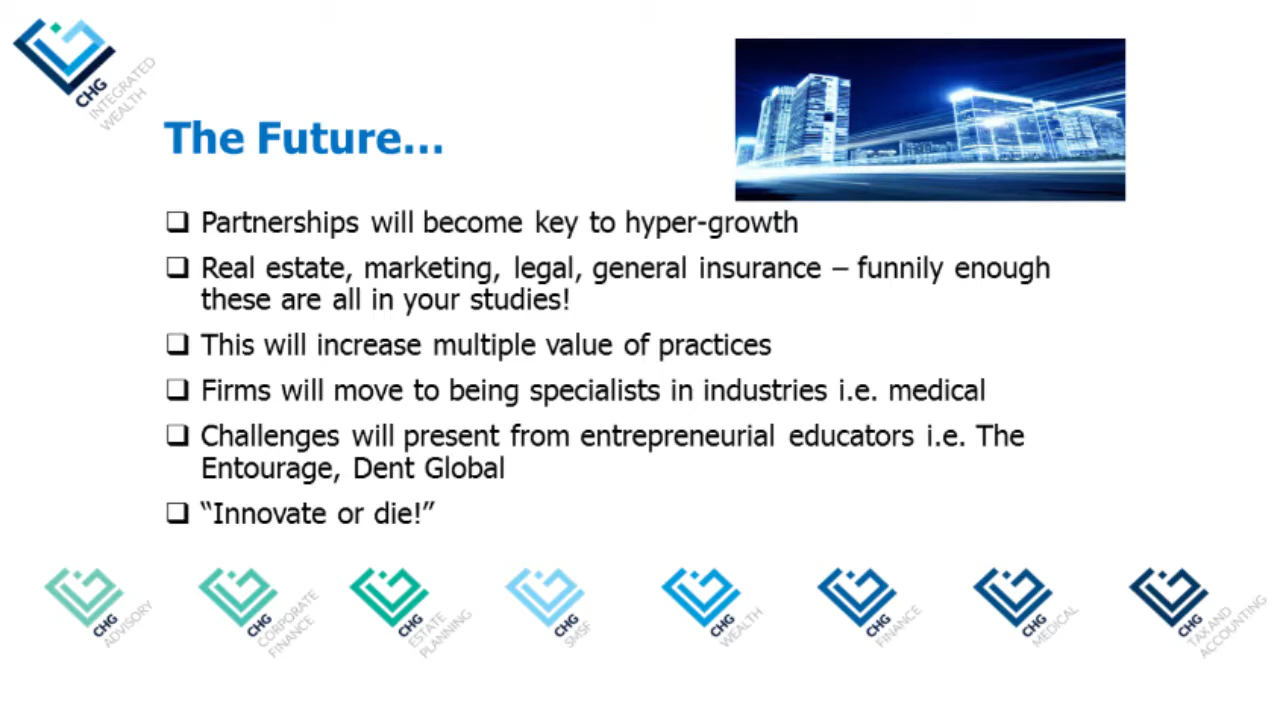 CHG
INTEGRATED
WEALTH
The Future...
❑ Partnerships will become key to hyper-growth
❑ Real estate, marketing, legal, general insurance – funnily enough
these are all in your studies!
❑ This will increase multiple value of practices
❑ Firms will move to being specialists in industries i.e. medical
❑ Challenges will present from entrepreneurial educators i.e. The
Entourage, Dent Global
❑ “Innovate or die!”
CHG
ADVISORY
CHG
CORPORATE
FINANCE
CHG
ESTATE
PLANNING
CHG
SMSF
CHG
WEALTH
CHG
FINANCE
CHG
MEDICAL
CHG
TAX AND
ACCOUNTING